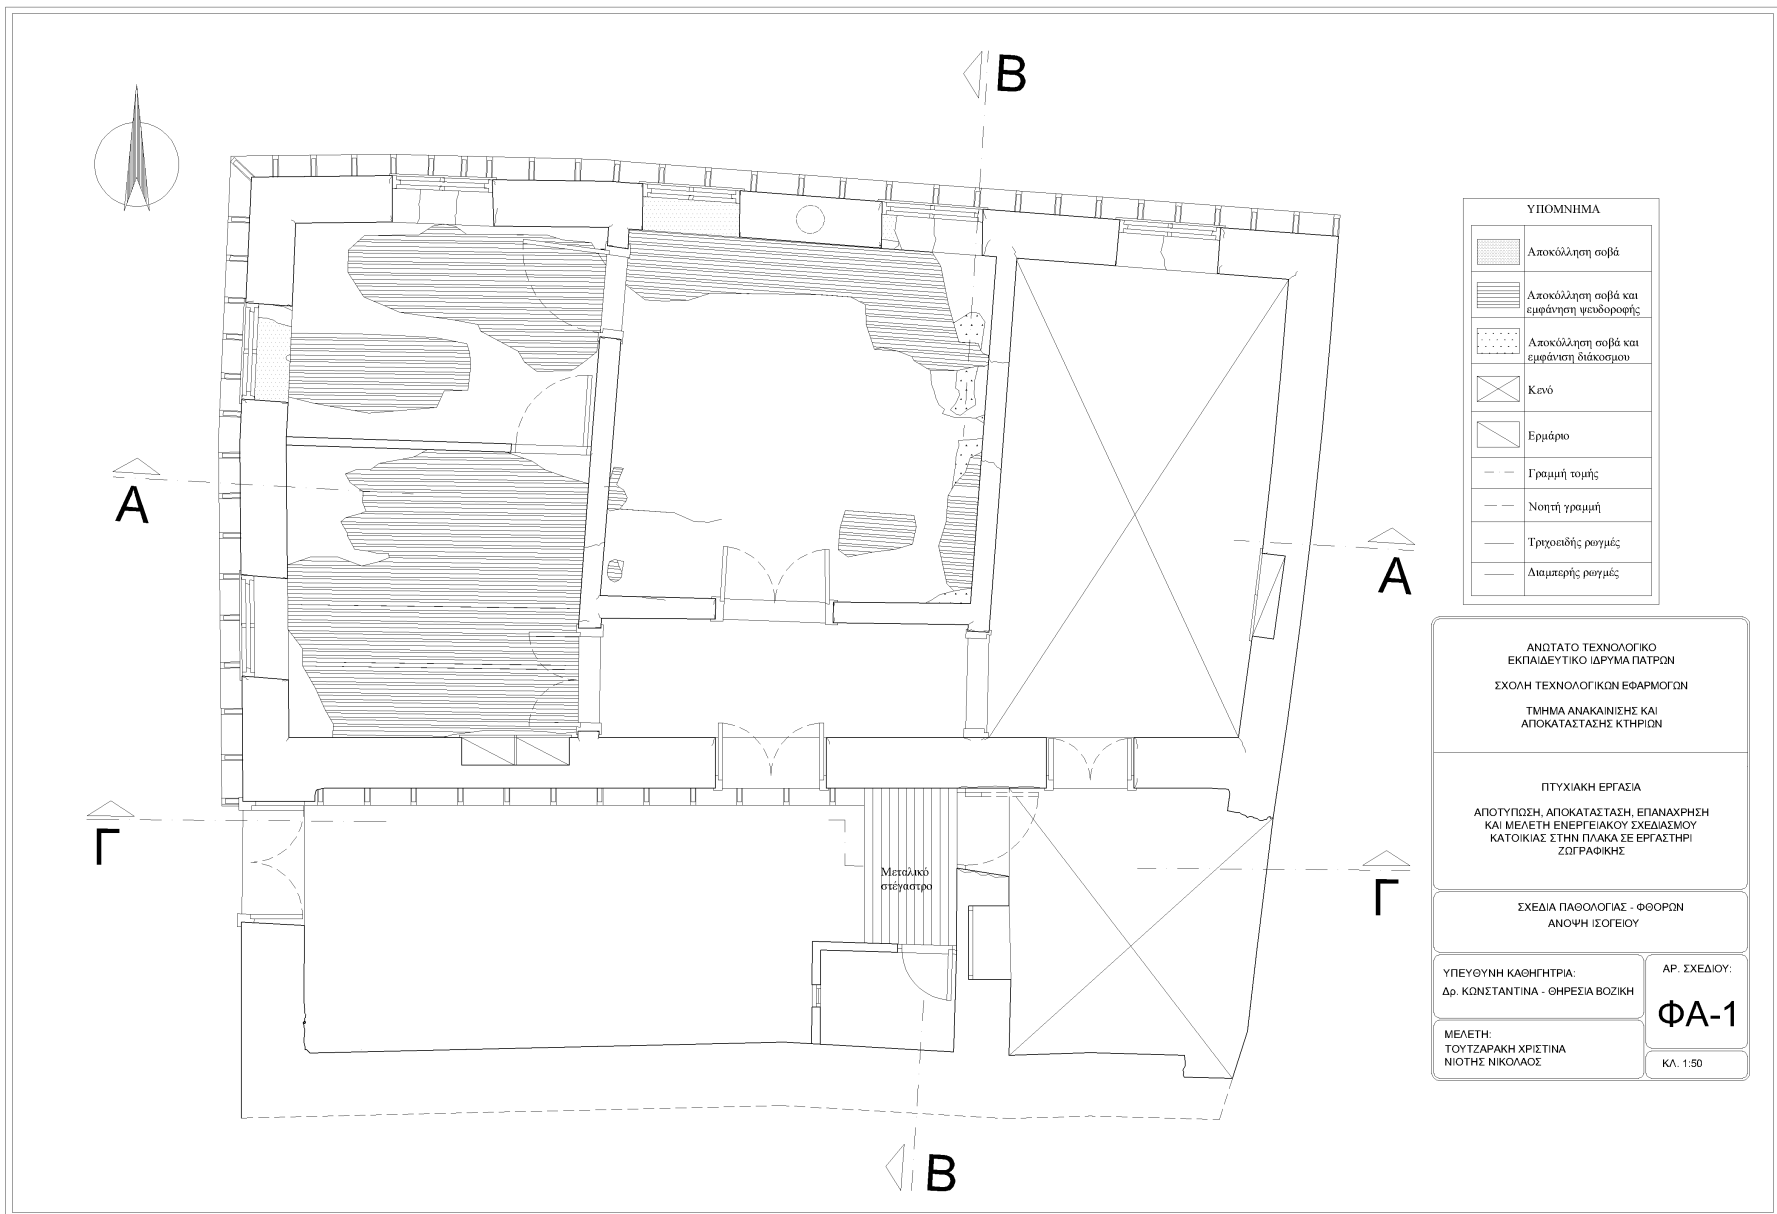 B
ΥΠΟΜΝΗΜΑ
Αποκόλληση σοβά
Αποκόλληση σοβά και
εμφάνηση ψευδοροφής
Αποκόλληση σοβά και
εμφάνιση διάκοσμου
Κενό
Ερμάριο
Γραμμή τομής
Νοητή γραμμή
Τριχοειδής ρωγμές
Διαμπερής ρωγμές
A
A
Γ
Γ
Μεταλικό
στέγαστρο
B
ΑΝΩΤΑΤΟ ΤΕΧΝΟΛΟΓΙΚΟ
ΕΚΠΑΙΔΕΥΤΙΚΟ ΙΔΡΥΜΑ ΠΑΤΡΩΝ
ΣΧΟΛΗ ΤΕΧΝΟΛΟΓΙΚΩΝ ΕΦΑΡΜΟΓΩΝ
ΤΜΗΜΑ ΑΝΑΚΑΙΝΙΣΗΣ ΚΑΙ
ΑΠΟΚΑΤΑΣΤΑΣΗΣ ΚΤΗΡΙΩΝ
ΠΤΥΧΙΑΚΗ ΕΡΓΑΣΙΑ
ΑΠΟΤΥΠΩΣΗ, ΑΠΟΚΑΤΑΣΤΑΣΗ, ΕΠΑΝΑΧΡΗΣΗ
ΚΑΙ ΜΕΛΕΤΗ ΕΝΕΡΓΕΙΑΚΟΥ ΣΧΕΔΙΑΣΜΟΥ
ΚΑΤΟΙΚΙΑΣ ΣΤΗΝ ΠΛΑΚΑ ΣΕ ΕΡΓΑΣΤΗΡΙ
ΖΩΓΡΑΦΙΚΗΣ
ΣΧΕΔΙΑ ΠΑΘΟΛΟΓΙΑΣ - ΦΘΟΡΩΝ
ΑΝΟΨΗ ΙΣΟΓΕΙΟΥ
ΥΠΕΥΘΥΝΗ ΚΑΘΗΓΗΤΡΙΑ:
Δρ. ΚΩΝΣΤΑΝΤΙΝΑ - ΘΗΡΕΣΙΑ ΒΟΖΙΚΗ
ΑΡ. ΣΧΕΔΙΟΥ:
ΦΑ-1
ΜΕΛΕΤΗ:
ΤΟΥΤΖΑΡΑΚΗ ΧΡΙΣΤΙΝΑ
ΝΙΟΤΗΣ ΝΙΚΟΛΑΟΣ
ΚΛ. 1:50